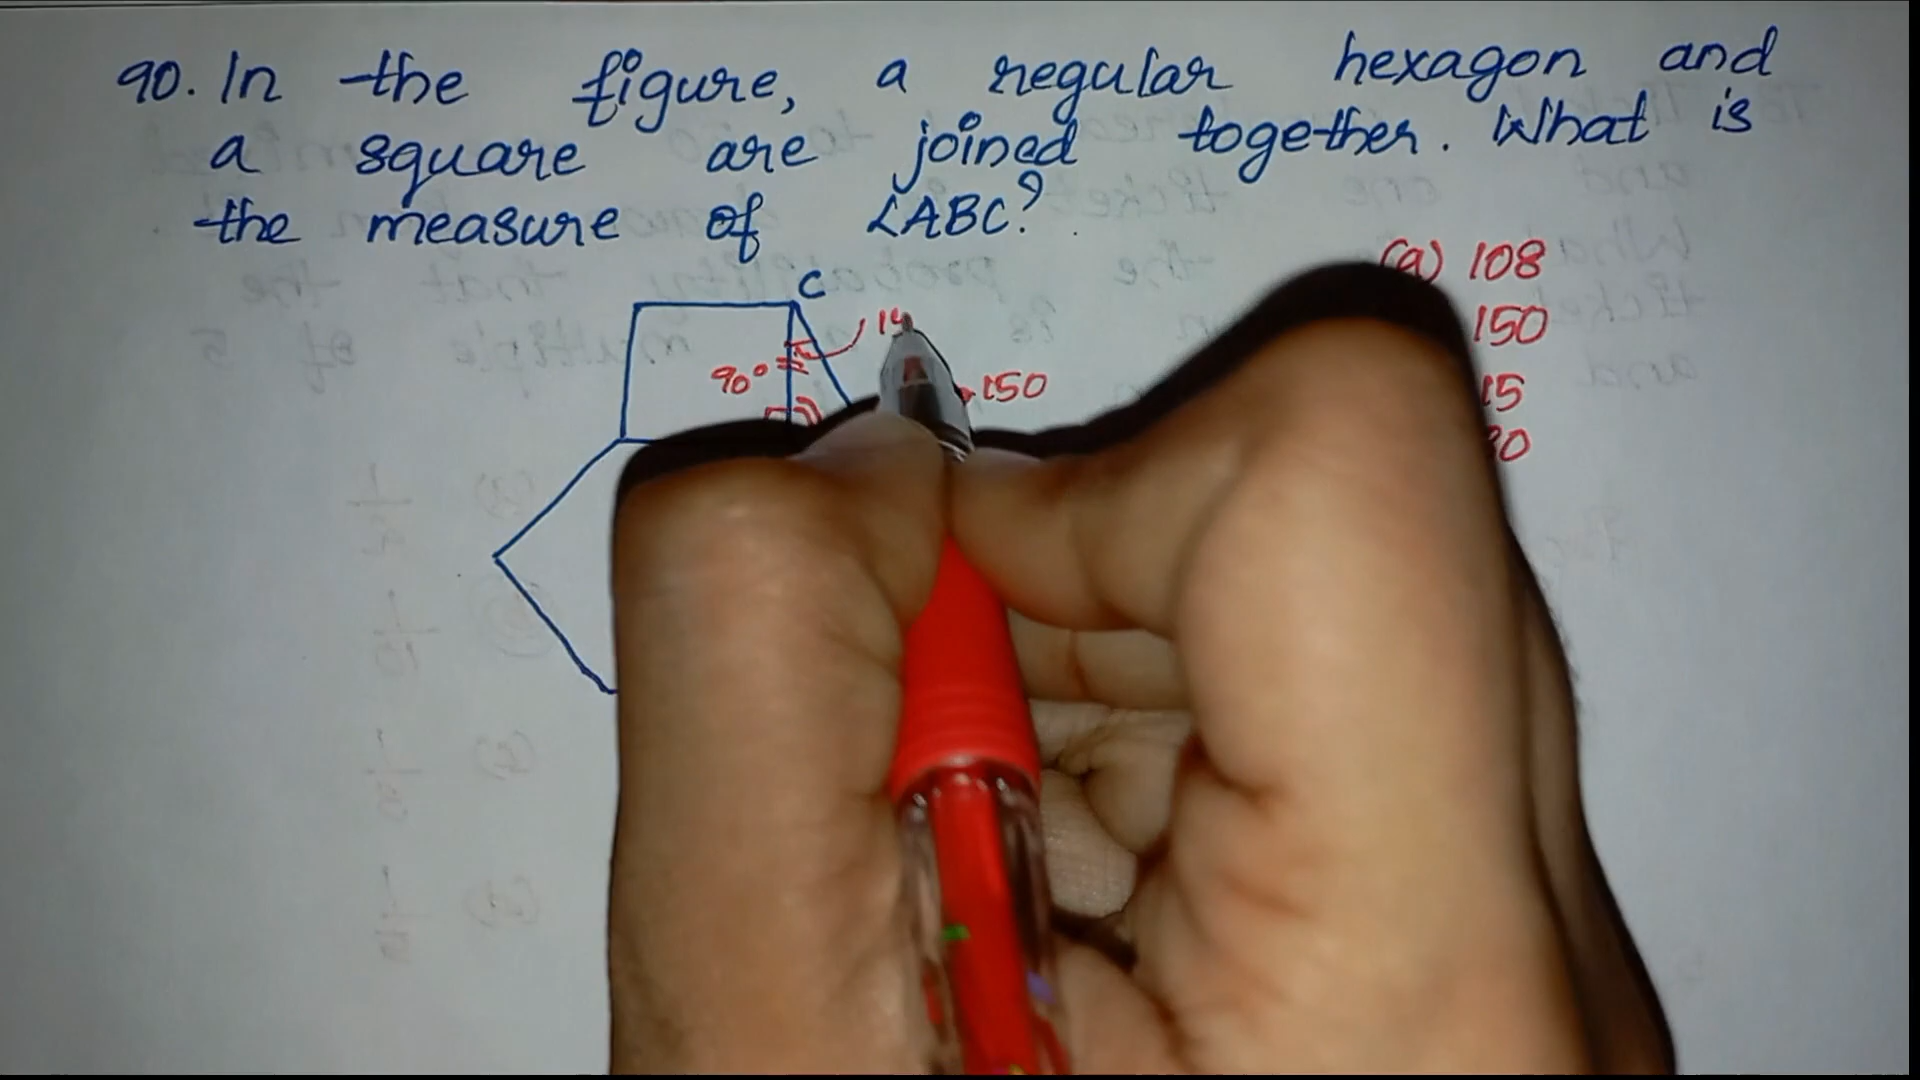 90. In the figure, a regular hexagon and
a square are joined together. What is
the measure of ∠ABC?
(a) 108
150
15
C
90°
150